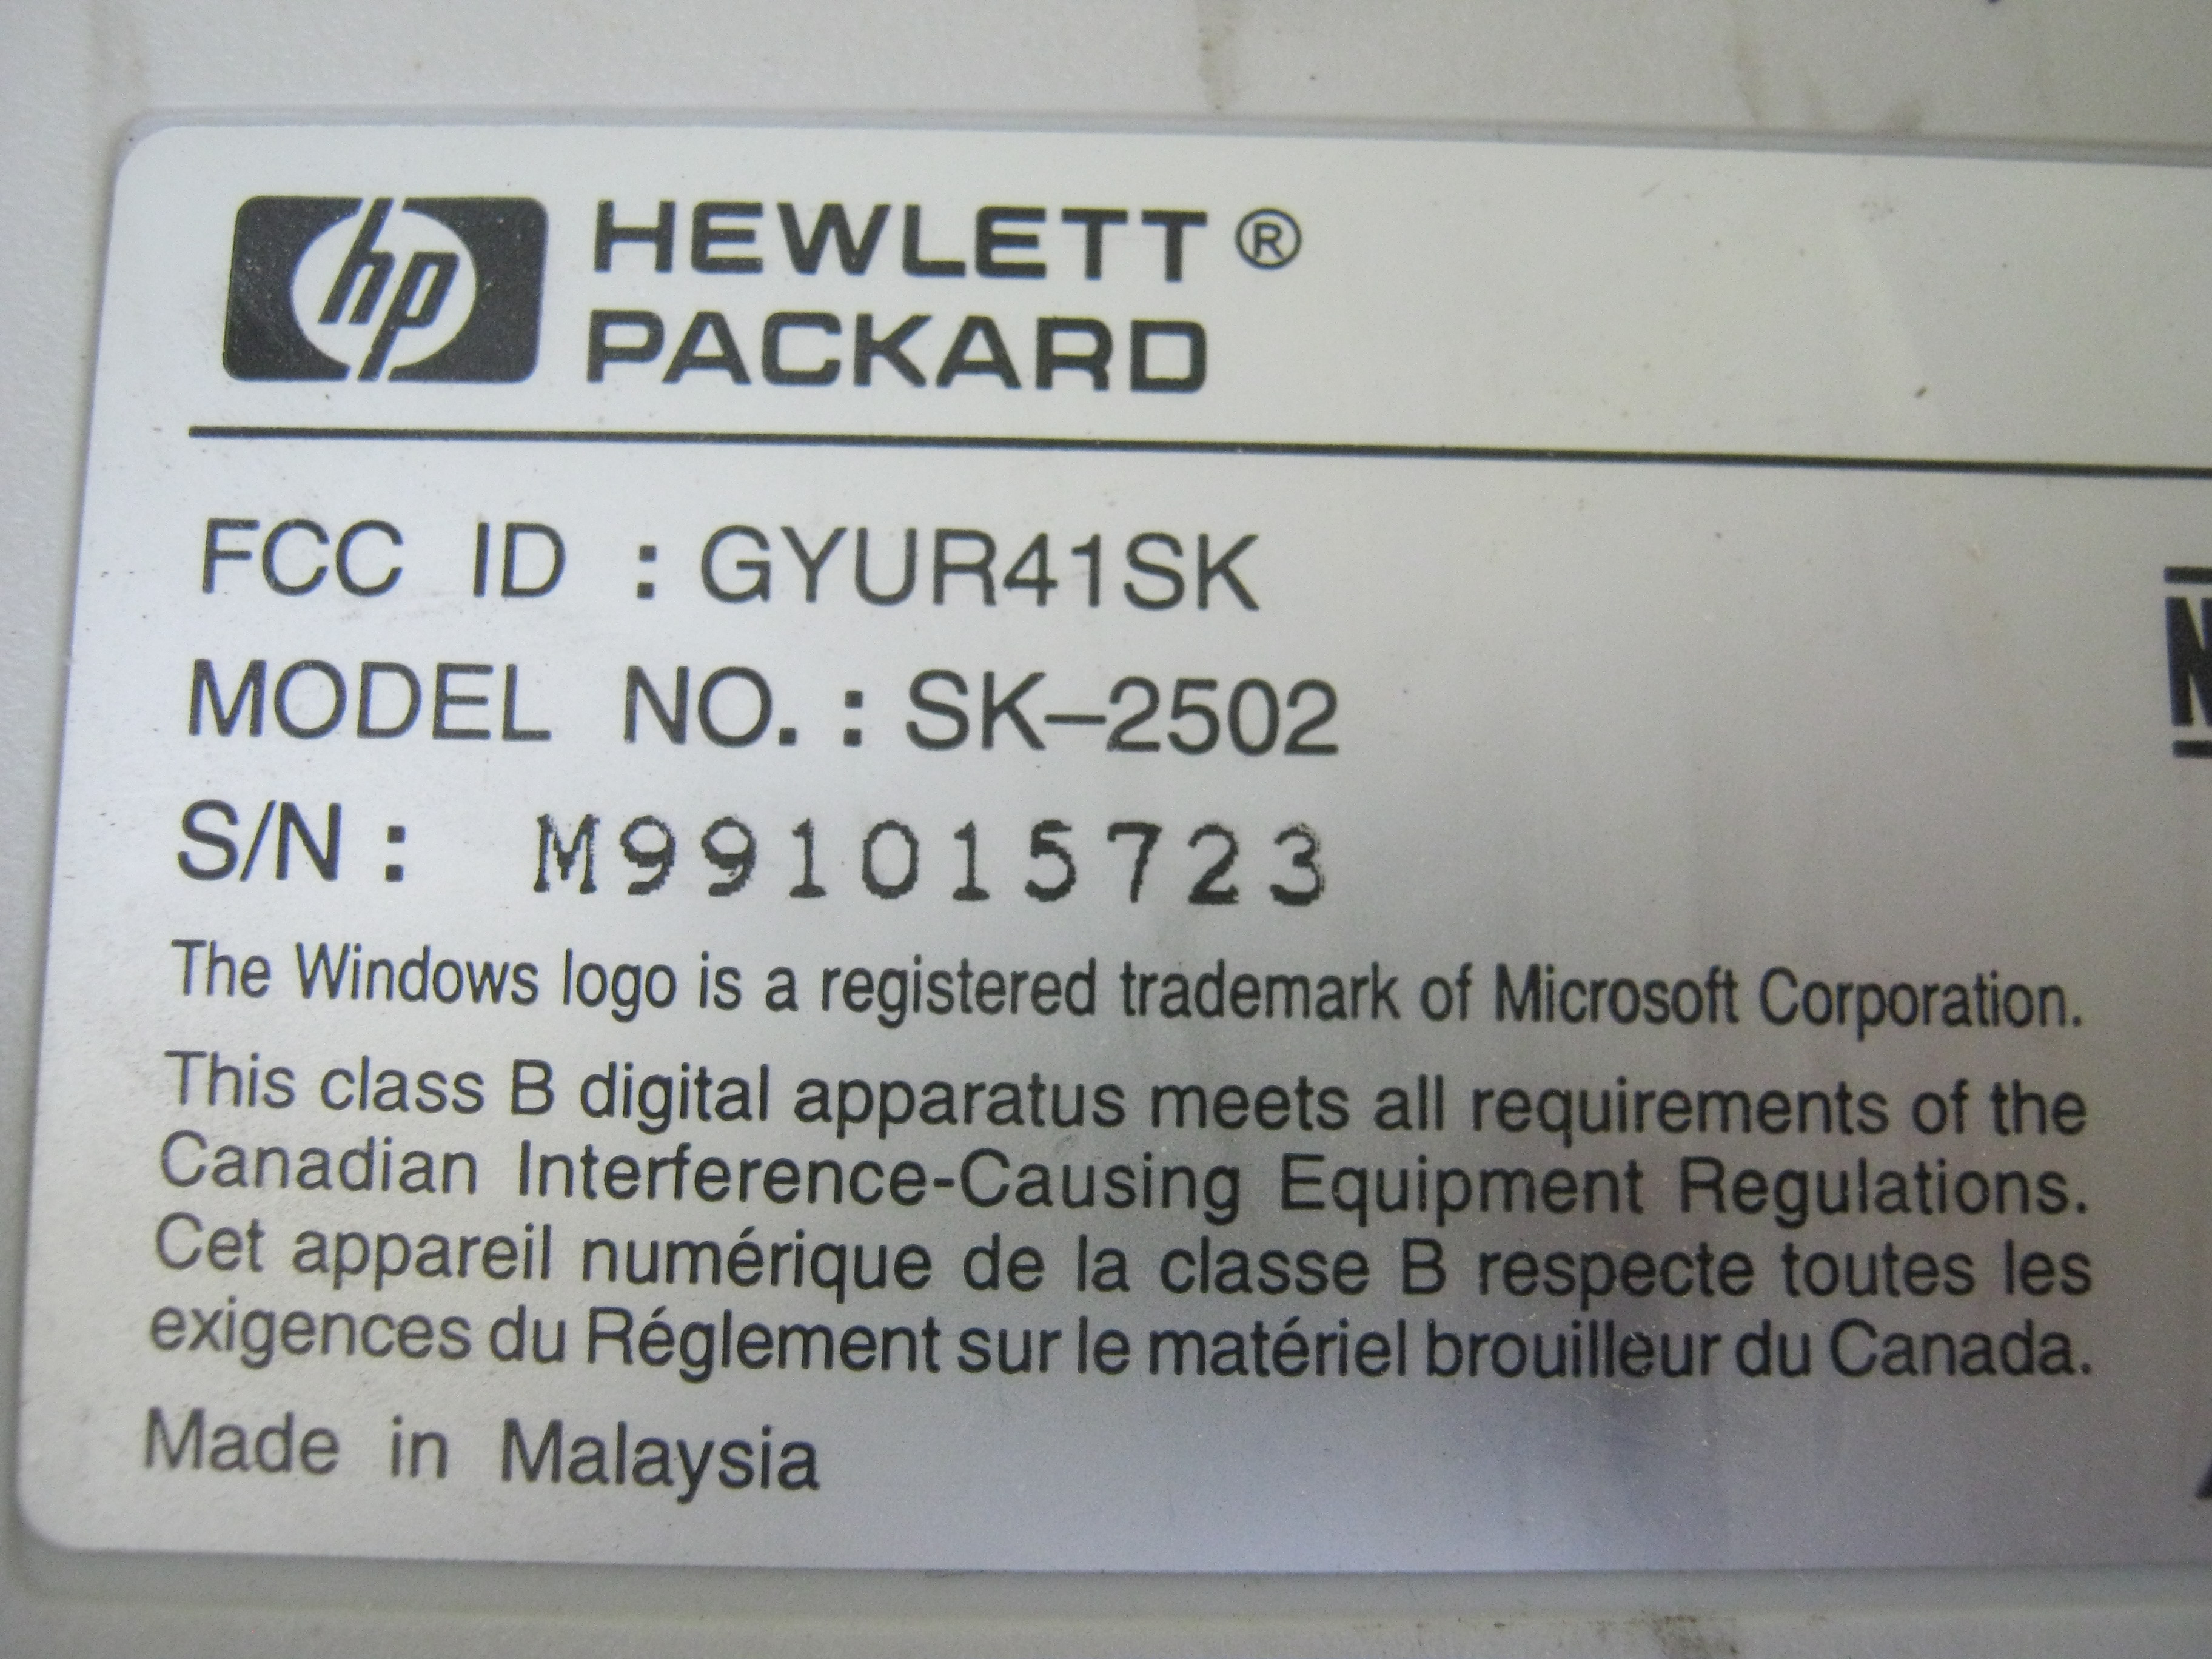 hp HEWLETT®
PACKARD
FCC ID : GYUR41SK
MODEL NO. : SK-2502
S/N : M991015723
The Windows logo is a registered trademark of Microsoft Corporation.
This class B digital apparatus meets all requirements of the
Canadian Interference-Causing Equipment Regulations.
Cet appareil numérique de la classe B respecte toutes les
exigences du Réglement sur le matériel brouilleur du Canada.
Made in Malaysia